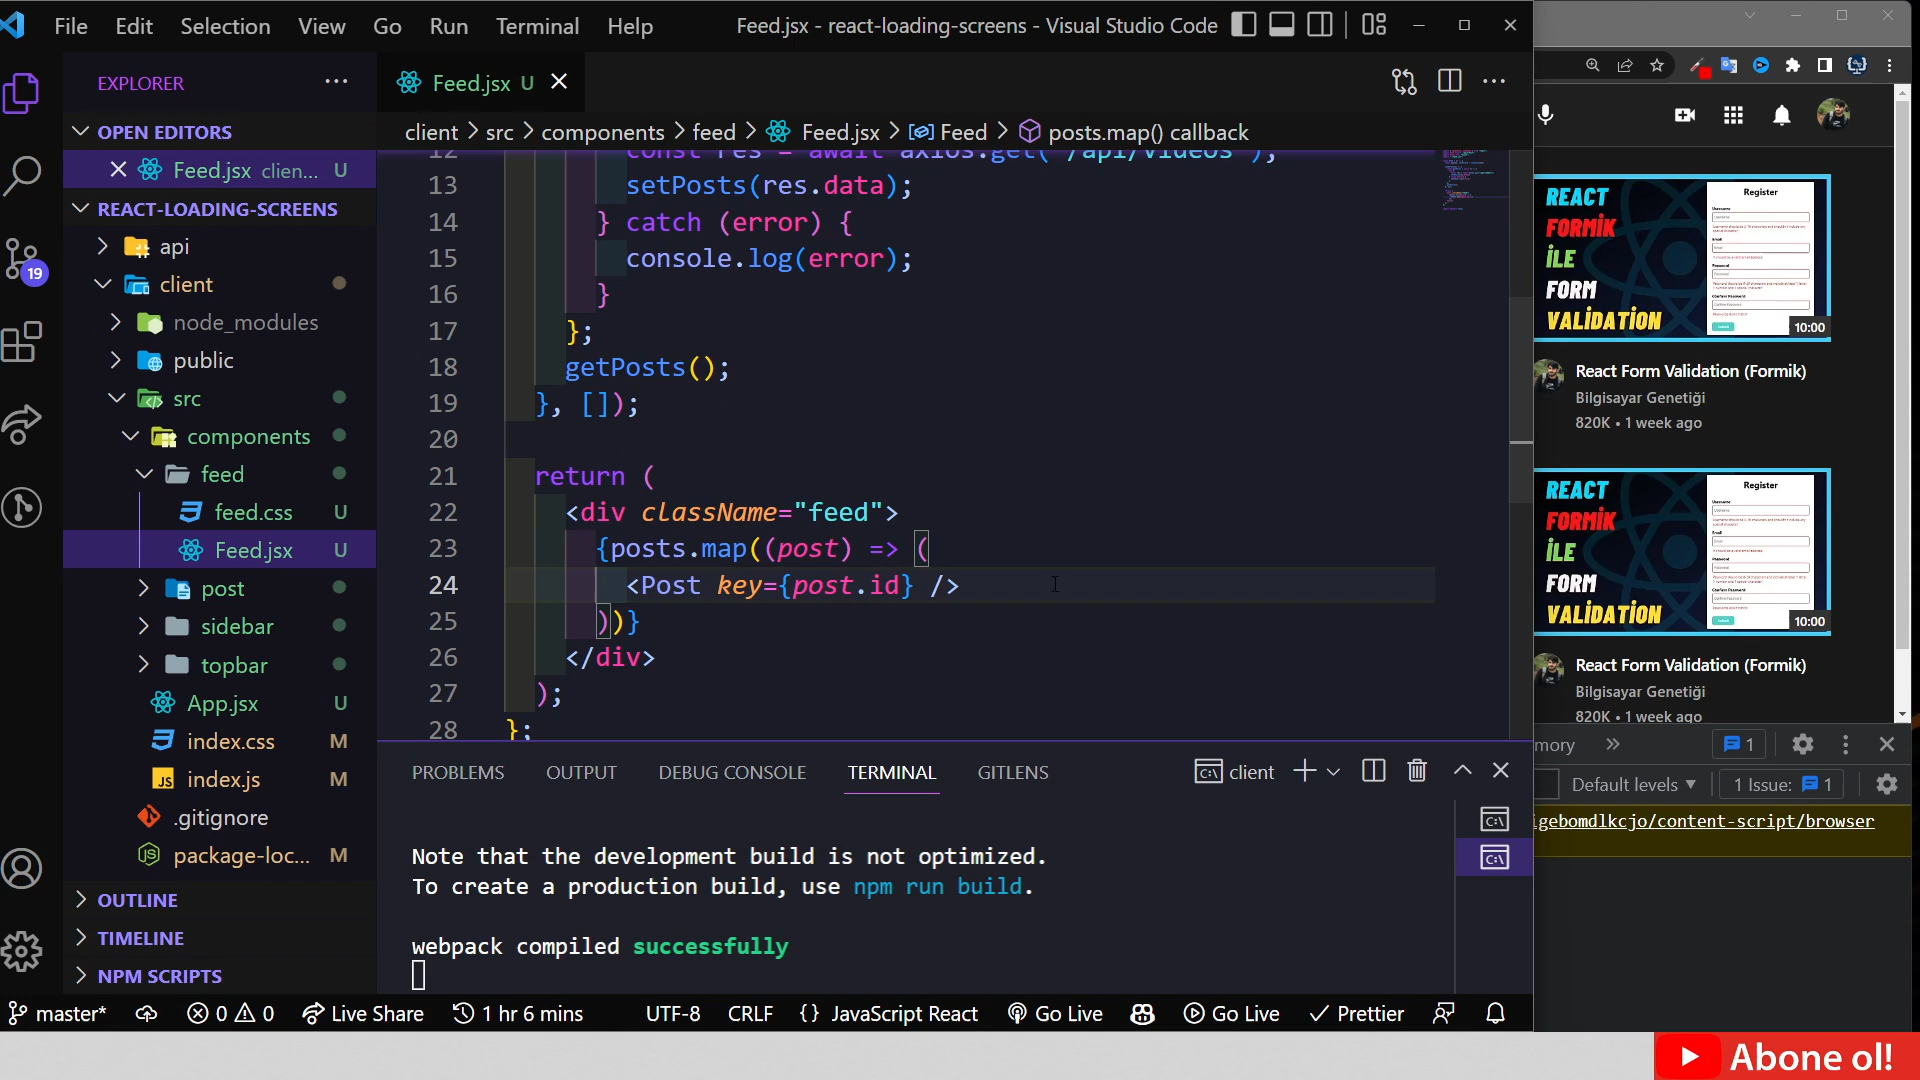 File Edit Selection View Go Run Terminal Help
Feed.jsx - react-loading-screens - Visual Studio Code
EXPLORER
OPEN EDITORS
Feed.jsx clien... U
REACT-LOADING-SCREENS
api
client
node_modules
public
src
components
feed
feed.css U
Feed.jsx U
post
sidebar
topbar
App.jsx U
index.css M
index.js M
.gitignore
package-loc... M
OUTLINE
TIMELINE
NPM SCRIPTS
19
Feed.jsx U
client > src > components > feed > Feed.jsx > Feed > posts.map() callback
12 const res = await axios.get("/api/videos");
13 setPosts(res.data);
14 } catch (error) {
15 console.log(error);
16 }
17 };
18 getPosts();
19 }, []);
20
21 return (
22 <div className="feed">
23 {posts.map((post) => (
24 <Post key={post.id} />
25 ))}
26 </div>
27 );
28 };
PROBLEMS OUTPUT DEBUG CONSOLE TERMINAL GITLENS
client
Note that the development build is not optimized.
To create a production build, use npm run build.
webpack compiled successfully
master* 0 0 Live Share 1 hr 6 mins UTF-8 CRLF {} JavaScript React Go Live Go Live Prettier
REACT
FORMİK
İLE
FORM
VALİDATİON
Register
10:00
React Form Validation (Formik)
Bilgisayar Genetiği
820K • 1 week ago
REACT
FORMİK
İLE
FORM
VALİDATİON
Register
10:00
React Form Validation (Formik)
Bilgisayar Genetiği
820K • 1 week ago
mory » 1
Default levels ▼ 1 Issue: 1
igebomdlkcjo/content-script/browser
Abone ol!